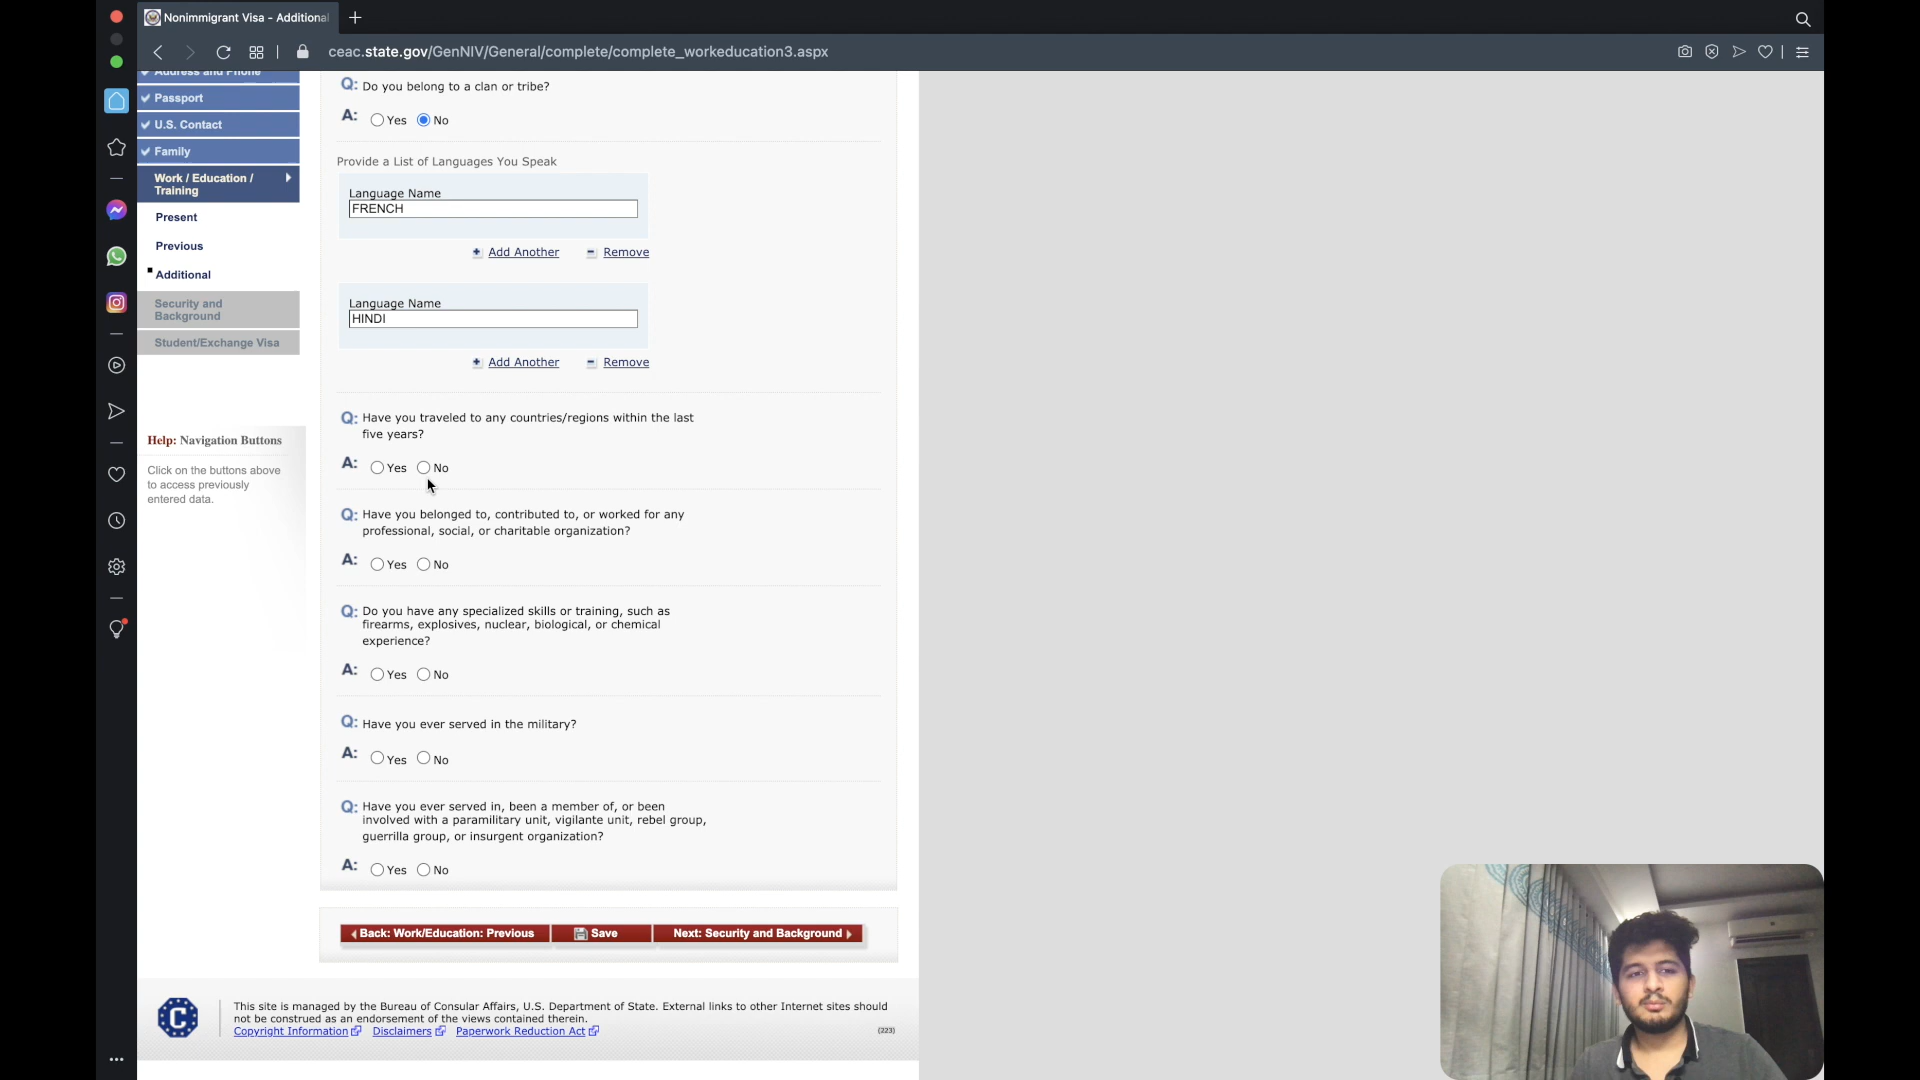 Nonimmigrant Visa - Additional
ceac.state.gov/GenNIV/General/complete/complete_workeducation3.aspx
Address and Phone
Passport
U.S. Contact
Family
Work / Education /
Training
Present
Previous
Additional
Security and
Background
Student/Exchange Visa
Help: Navigation Buttons
Click on the buttons above
to access previously
entered data.
Q: Do you belong to a clan or tribe?
A: Yes No
Provide a List of Languages You Speak
Language Name
FRENCH
Add Another Remove
Language Name
HINDI
Add Another Remove
Q: Have you traveled to any countries/regions within the last
five years?
A: Yes No
Q: Have you belonged to, contributed to, or worked for any
professional, social, or charitable organization?
A: Yes No
Q: Do you have any specialized skills or training, such as
firearms, explosives, nuclear, biological, or chemical
experience?
A: Yes No
Q: Have you ever served in the military?
A: Yes No
Q: Have you ever served in, been a member of, or been
involved with a paramilitary unit, vigilante unit, rebel group,
guerrilla group, or insurgent organization?
A: Yes No
Back: Work/Education: Previous Save Next: Security and Background
C
This site is managed by the Bureau of Consular Affairs, U.S. Department of State. External links to other Internet sites should
not be construed as an endorsement of the views contained therein.
Copyright Information Disclaimers Paperwork Reduction Act (223)